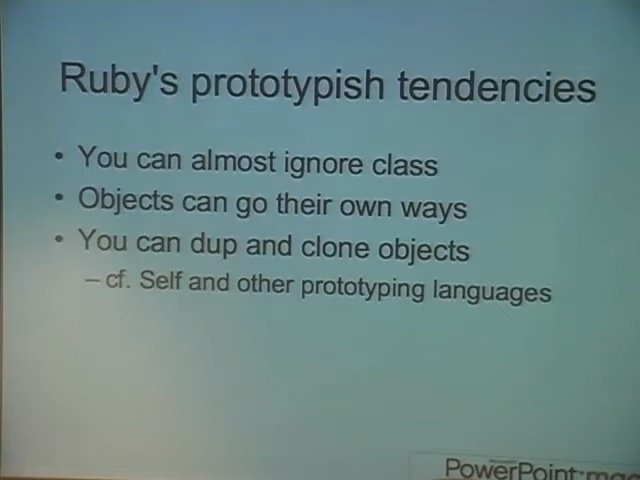 Ruby's prototypish tendencies
• You can almost ignore class
• Objects can go their own ways
• You can dup and clone objects
– cf. Self and other prototyping languages
PowerPoint